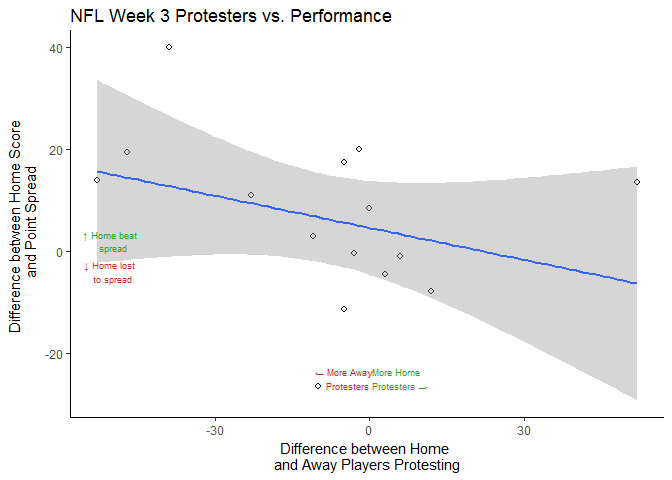 NFL Week 3 Protesters vs. Performance
Difference between Home Score
and Point Spread
40
20
0
-20
↑ Home beat
spread
↓ Home lost
to spread
← More Away
Protesters
More Home
Protesters →
-30
0
30
Difference between Home
and Away Players Protesting